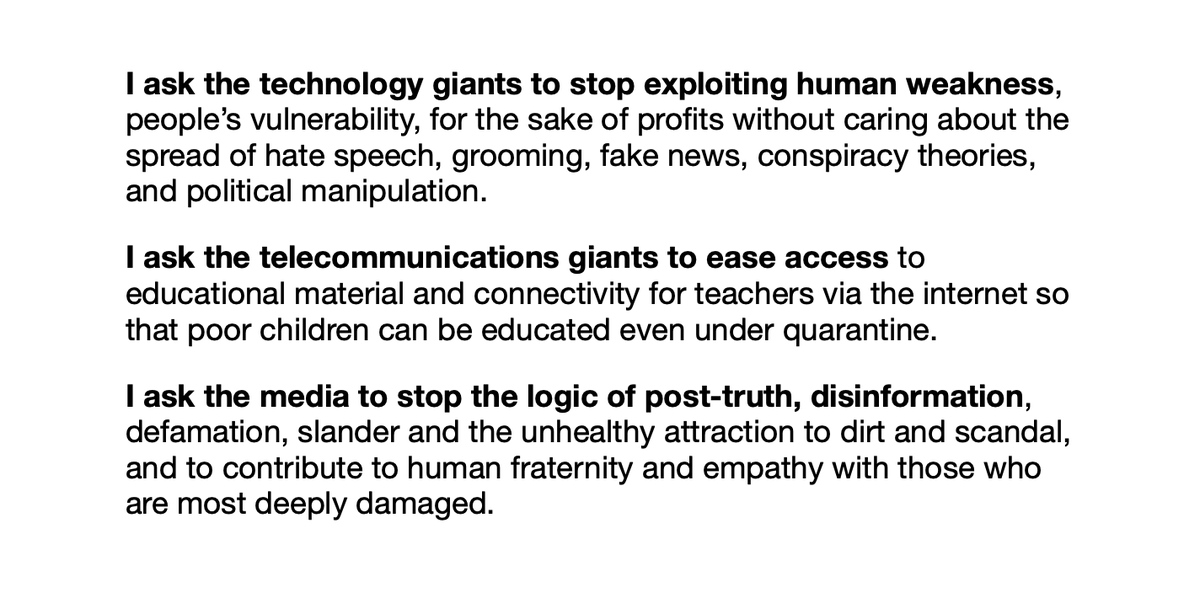 I ask the technology giants to stop exploiting human weakness,
people’s vulnerability, for the sake of profits without caring about the
spread of hate speech, grooming, fake news, conspiracy theories,
and political manipulation.
I ask the telecommunications giants to ease access to
educational material and connectivity for teachers via the internet so
that poor children can be educated even under quarantine.
I ask the media to stop the logic of post-truth, disinformation,
defamation, slander and the unhealthy attraction to dirt and scandal,
and to contribute to human fraternity and empathy with those who
are most deeply damaged.